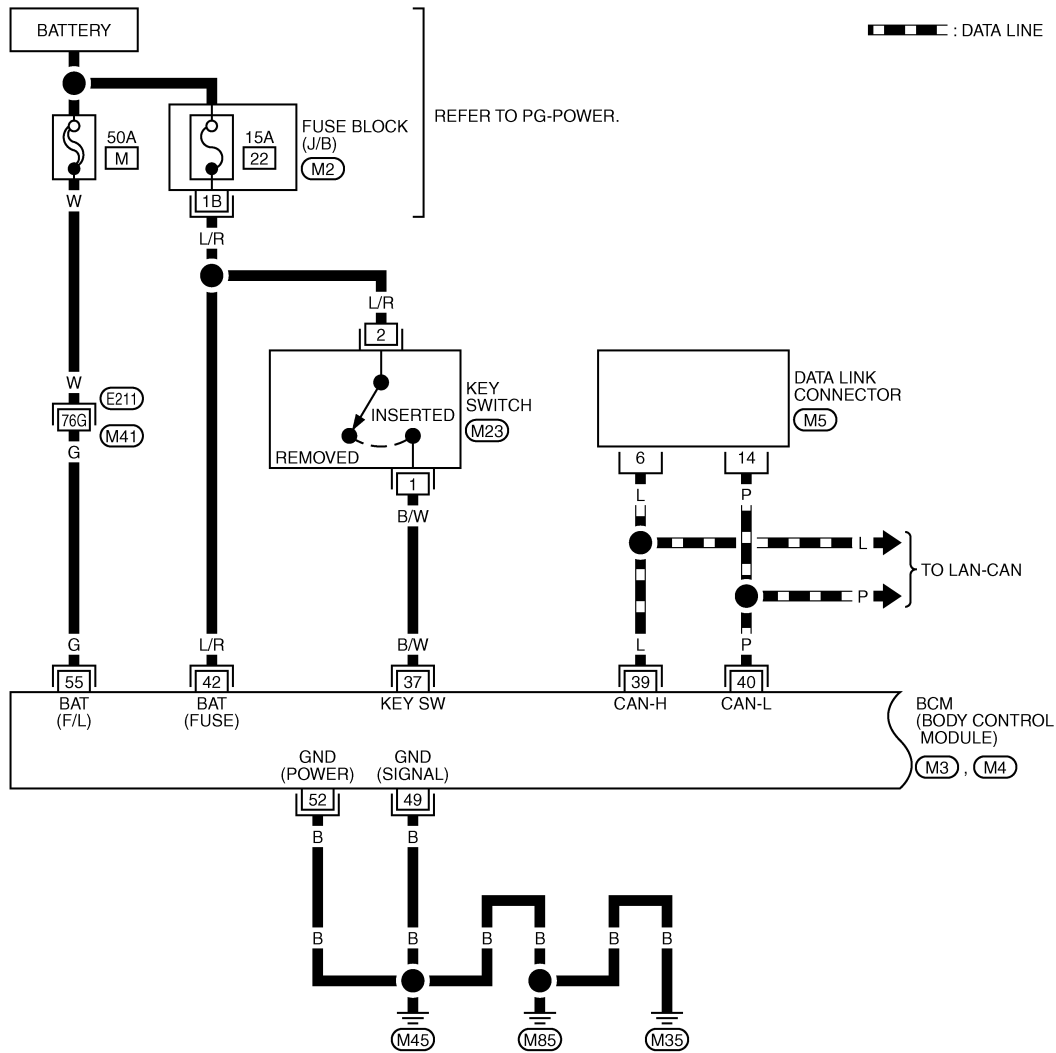 BATTERY
: DATA LINE
50A
M
15A
22
FUSE BLOCK
(J/B)
M2
REFER TO PG-POWER.
W
1B
L/R
L/R
2
W
E211
76G
M41
G
KEY
SWITCH
M23
INSERTED
REMOVED
1
B/W
DATA LINK
CONNECTOR
M5
6
14
L
P
L
P
TO LAN-CAN
G
L/R
B/W
L
P
55
42
37
39
40
BAT
(F/L)
BAT
(FUSE)
KEY SW
CAN-H
CAN-L
BCM
(BODY CONTROL
MODULE)
M3 , M4
GND
(POWER)
GND
(SIGNAL)
52
49
B
B
B
B
B
B
B
B
M45
M85
M35